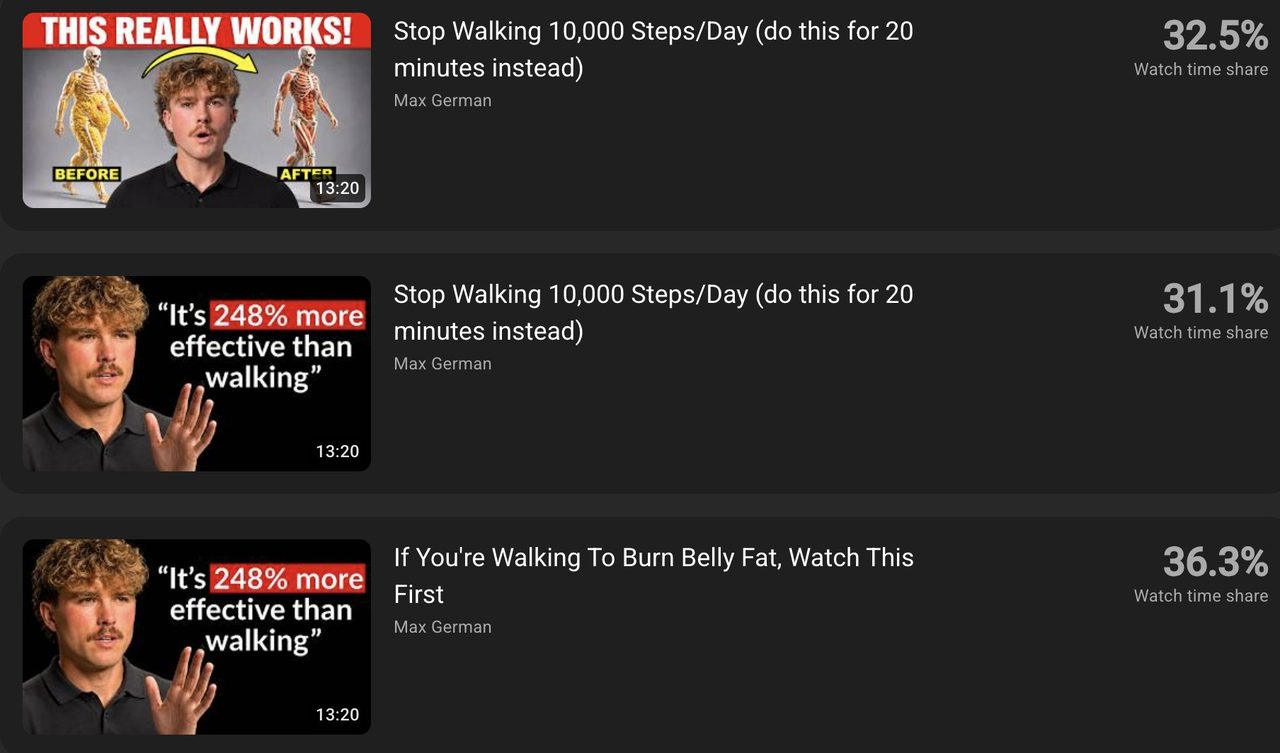 THIS REALLY WORKS!
BEFORE
AFTER
13:20
Stop Walking 10,000 Steps/Day (do this for 20
minutes instead)
Max German
32.5%
Watch time share
“It’s 248% more
effective than
walking”
13:20
Stop Walking 10,000 Steps/Day (do this for 20
minutes instead)
Max German
31.1%
Watch time share
“It’s 248% more
effective than
walking”
13:20
If You're Walking To Burn Belly Fat, Watch This
First
Max German
36.3%
Watch time share